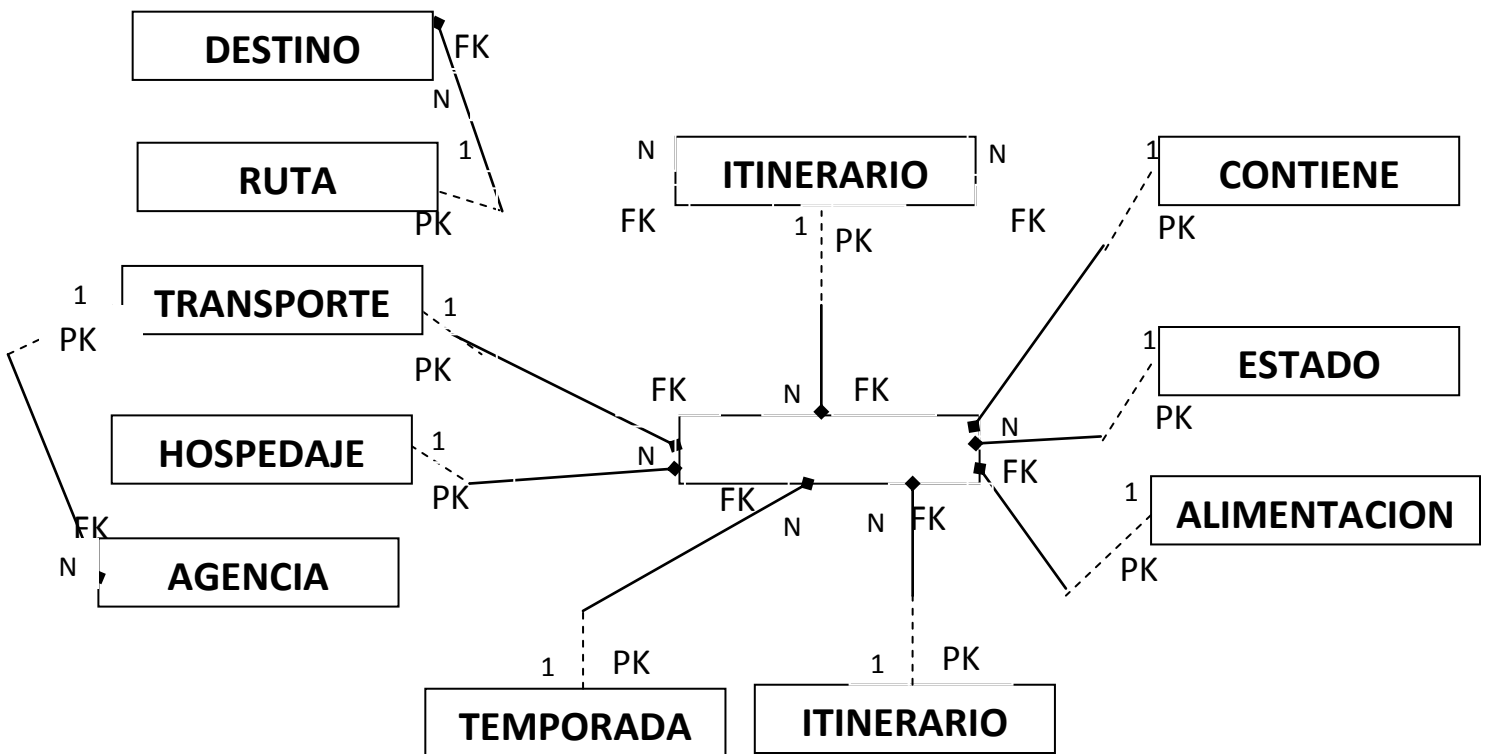 DESTINO
FK
N
RUTA
1
PK
N
ITINERARIO
N
FK
1
PK
FK
1
CONTIENE
PK
1
TRANSPORTE
1
PK
PK
FK
N
FK
1
ESTADO
PK
HOSPEDAJE
1
PK
N
N
FK
FK
N
N
FK
1
ALIMENTACION
PK
FK
N
AGENCIA
1
PK
TEMPORADA
1
PK
ITINERARIO